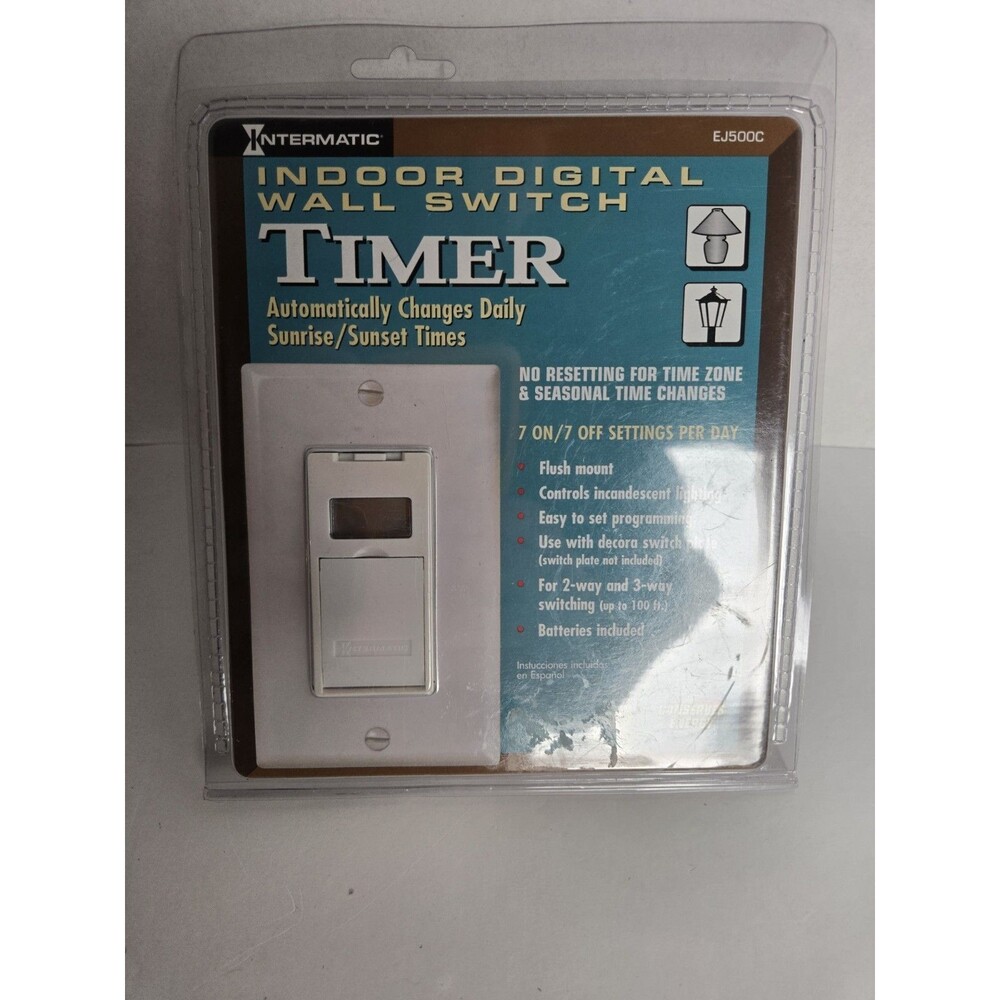 INTERMATIC
EJ500C
INDOOR DIGITAL
WALL SWITCH
TIMER
Automatically Changes Daily
Sunrise/Sunset Times
NO RESETTING FOR TIME ZONE
& SEASONAL TIME CHANGES
7 ON/7 OFF SETTINGS PER DAY
• Flush mount
• Controls incandescent lighting
• Easy to set programming
• Use with decora switch plate
(switch plate not included)
• For 2-way and 3-way
switching (up to 100 ft.)
• Batteries included
Instucciones incluidas
en Español
INTERMATIC